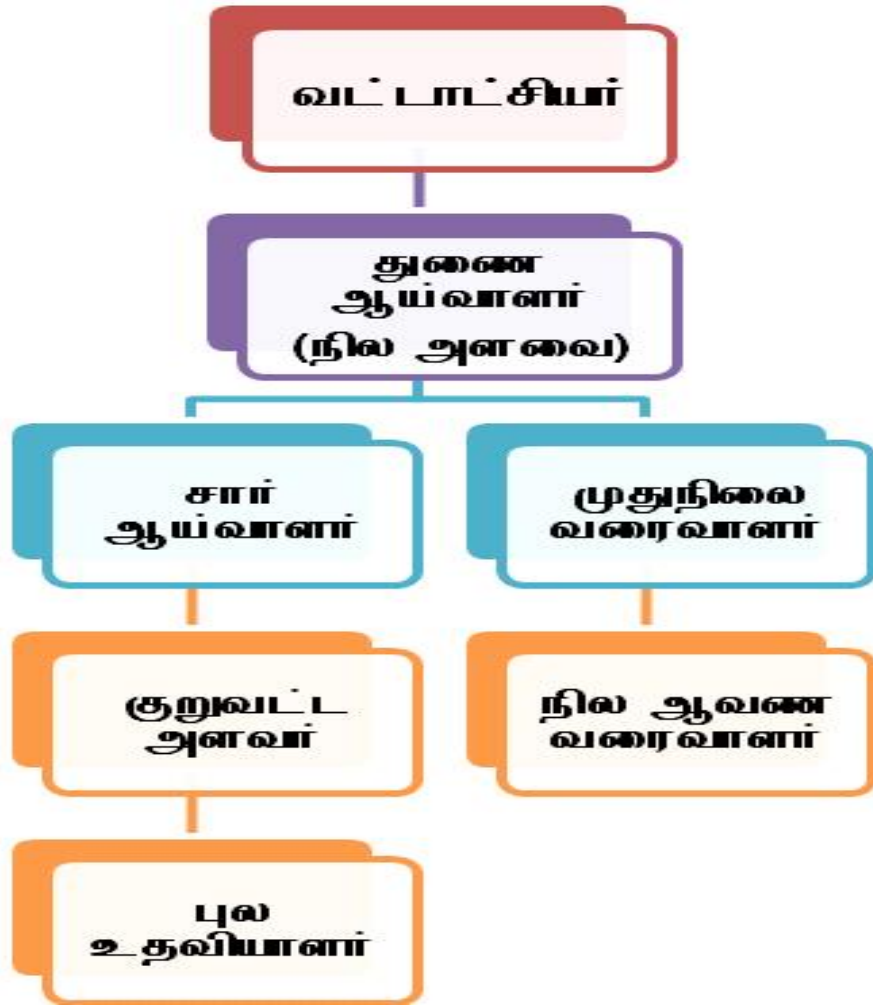 வட்டாட்சியர்
துணை
ஆய்வாளர்
(நில அளவை)
சார்
ஆய்வாளர்
முதுநிலை
வரைவாளர்
குறுவட்ட
அளவர்
நில ஆவண
வரைவாளர்
புல
உதவியாளர்